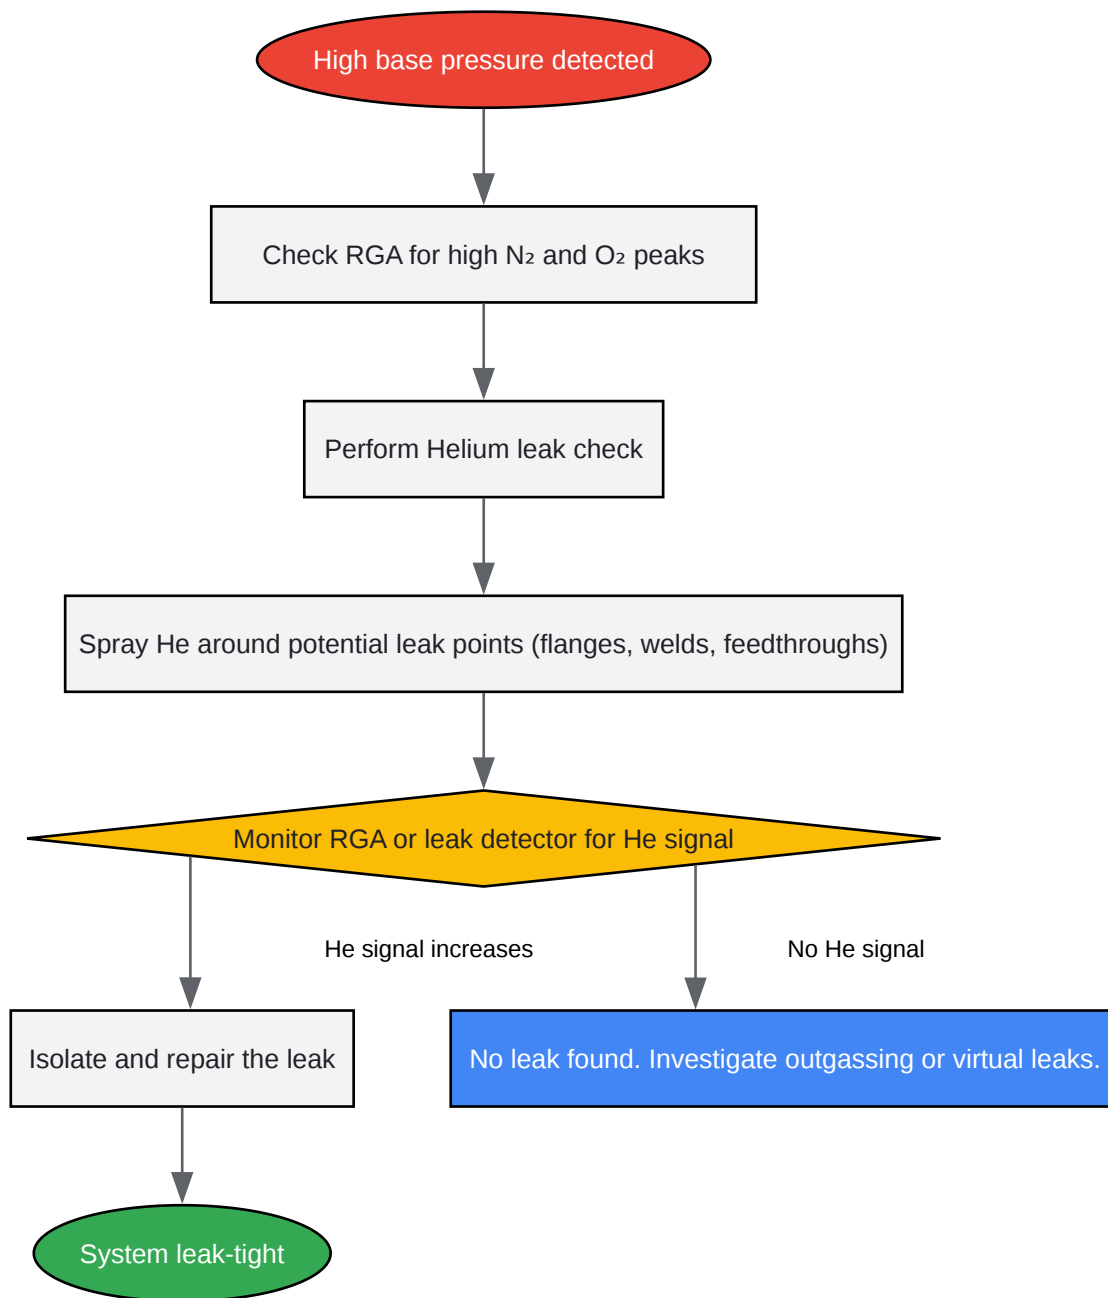 High base pressure detected
Check RGA for high N₂ and O₂ peaks
Perform Helium leak check
Spray He around potential leak points (flanges, welds, feedthroughs)
Monitor RGA or leak detector for He signal
He signal increases
No He signal
Isolate and repair the leak
No leak found. Investigate outgassing or virtual leaks.
System leak-tight